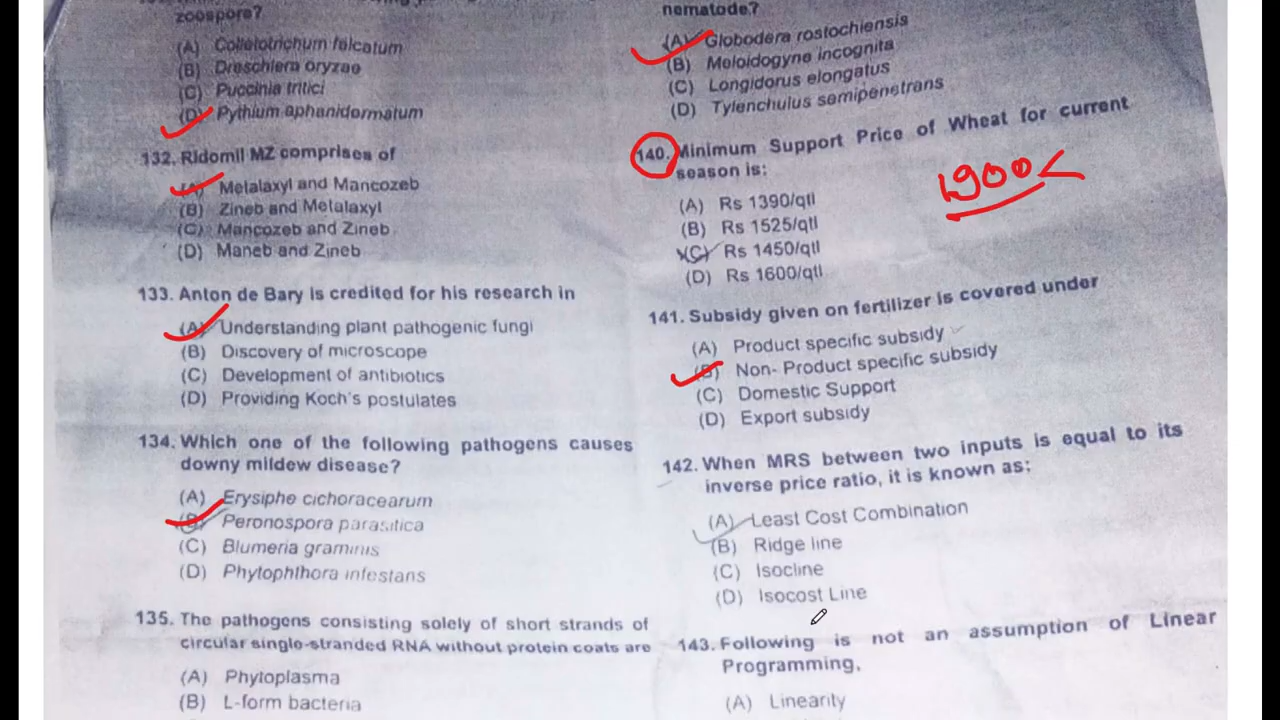 zoospore?
(A) Colletotrichum falcatum
(B) Dreschlera oryzae
(C) Puccinia tritici
(D) Pythium aphanidermatum
132. Ridomil MZ comprises of
(A) Metalaxyl and Mancozeb
(B) Zineb and Metalaxyl
(C) Mancozeb and Zineb
(D) Maneb and Zineb
133. Anton de Bary is credited for his research in
(A) Understanding plant pathogenic fungi
(B) Discovery of microscope
(C) Development of antibiotics
(D) Providing Koch's postulates
134. Which one of the following pathogens causes
downy mildew disease?
(A) Erysiphe cichoracearum
(B) Peronospora parasitica
(C) Blumeria graminis
(D) Phytophthora infestans
135. The pathogens consisting solely of short strands of
circular single-stranded RNA without protein coats are
(A) Phytoplasma
(B) L-form bacteria
nematode?
(A) Globodera rostochiensis
(B) Meloidogyne incognita
(C) Longidorus elongatus
(D) Tylenchulus semipenetrans
140. Minimum Support Price of Wheat for current
season is:
1900<
(A) Rs 1390/qtl
(B) Rs 1525/qtl
(C) Rs 1450/qtl
(D) Rs 1600/qtl
141. Subsidy given on fertilizer is covered under
(A) Product specific subsidy
(B) Non- Product specific subsidy
(C) Domestic Support
(D) Export subsidy
142. When MRS between two inputs is equal to its
inverse price ratio, it is known as:
(A) Least Cost Combination
(B) Ridge line
(C) Isocline
(D) Isocost Line
143. Following is not an assumption of Linear
Programming.
(A) Linearity